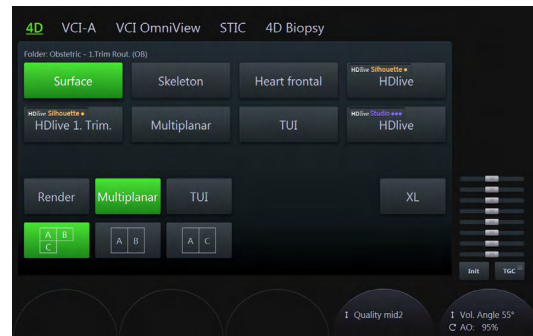 4D VCI-A VCI OmniView STIC 4D Biopsy
Folder: Obstetric - 1.Trim Rout. (OB)
Surface Skeleton Heart frontal HDlive Silhouette HDlive
HDlive Silhouette HDlive 1. Trim. Multiplanar TUI HDlive Studio HDlive
Render Multiplanar TUI XL
A B C A B A C
Init TGC
Quality mid2 Vol. Angle 55°
AO: 95%